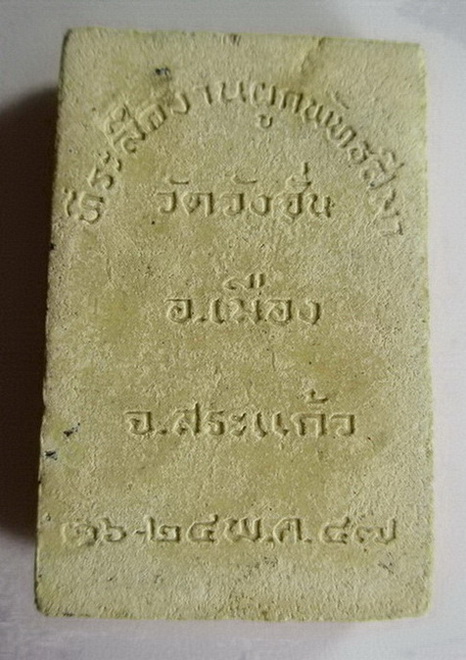 ที่ระลึกงานผูกพัทธสีมา
วัดวังจั่น
อ.เมือง
จ.สระแก้ว
๑๖-๒๔ พ.ค. ๔๗